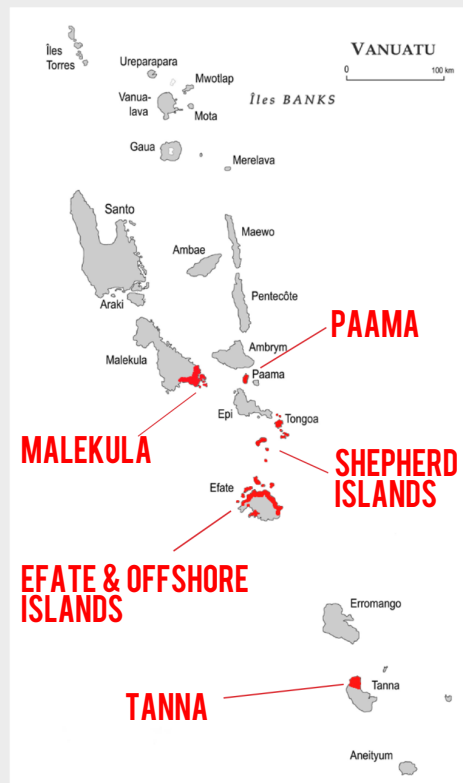 VANUATU
0
100 km
Îles
Torres
Ureparapara
Mwotlap
Vanua-
lava
Îles BANKS
Mota
Gaua
Merelava
Santo
Maewo
Ambae
Pentecôte
Araki
PAAMA
Malekula
Ambrym
Paama
Epi
Tongoa
MALEKULA
SHEPHERD
ISLANDS
Efate
EFATE & OFFSHORE
ISLANDS
Erromango
Tanna
TANNA
Aneityum